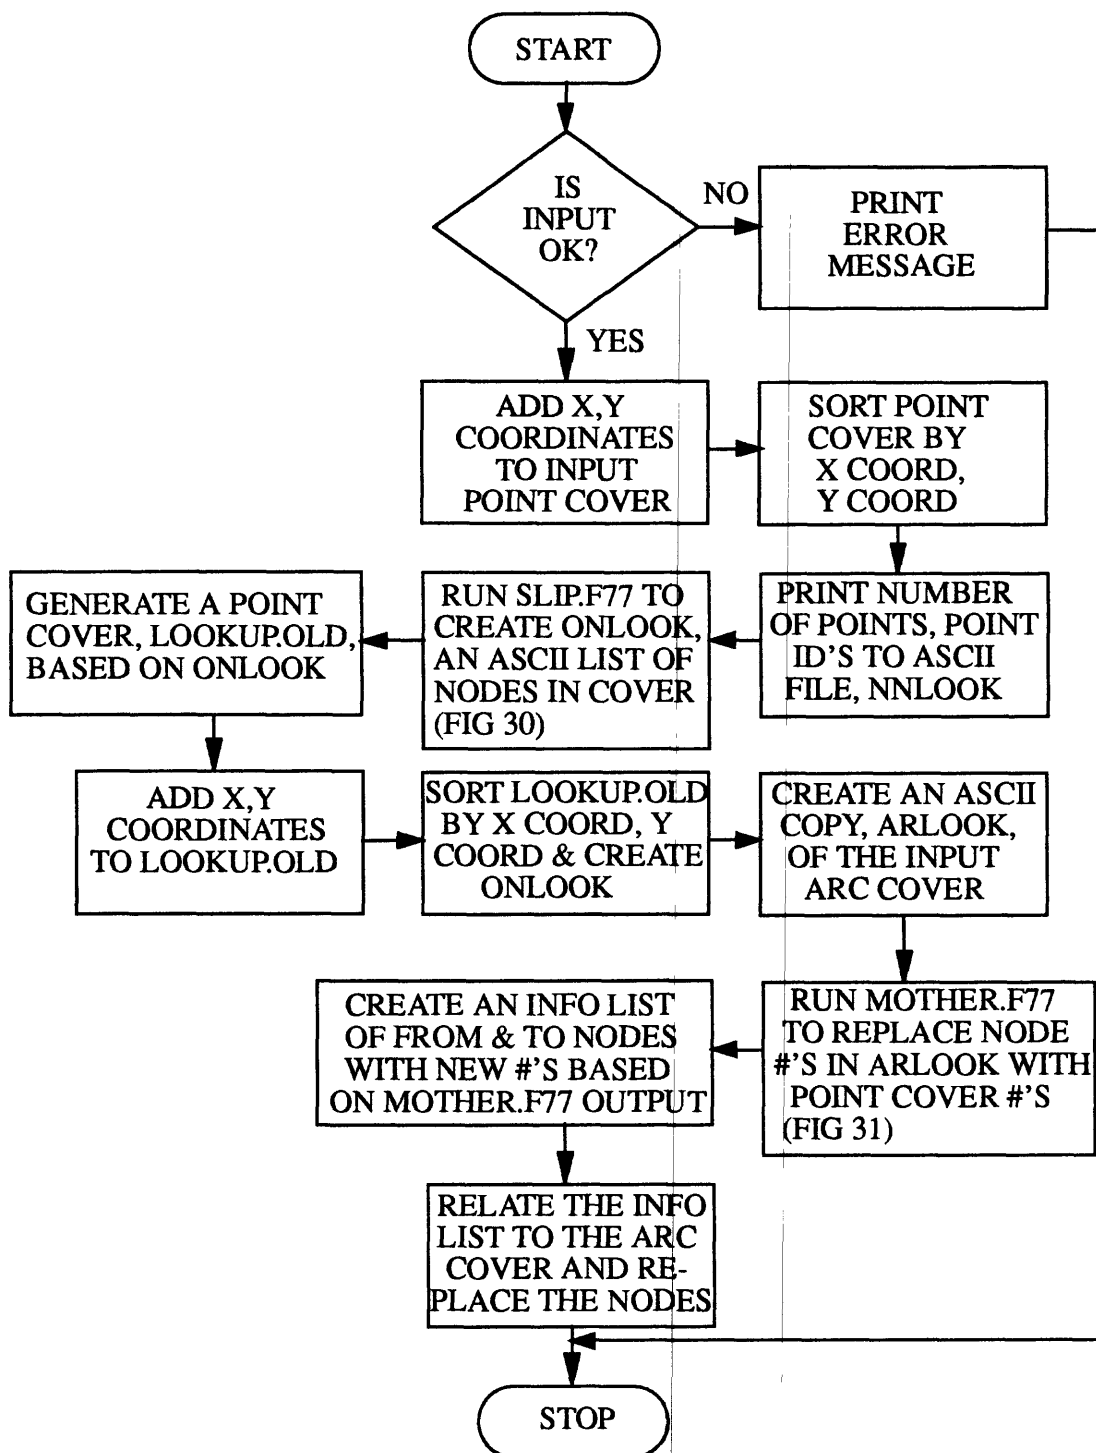 START
IS
INPUT
OK?
NO
PRINT
ERROR
MESSAGE
YES
ADD X,Y
COORDINATES
TO INPUT
POINT COVER
SORT POINT
COVER BY
X COORD,
Y COORD
PRINT NUMBER
OF POINTS, POINT
ID'S TO ASCII
FILE, NNLOOK
RUN SLIP.F77 TO
CREATE ONLOOK,
AN ASCII LIST OF
NODES IN COVER
(FIG 30)
GENERATE A POINT
COVER, LOOKUP.OLD,
BASED ON ONLOOK
ADD X,Y
COORDINATES
TO LOOKUP.OLD
SORT LOOKUP.OLD
BY X COORD, Y
COORD & CREATE
ONLOOK
CREATE AN ASCII
COPY, ARLOOK,
OF THE INPUT
ARC COVER
RUN MOTHER.F77
TO REPLACE NODE
#'S IN ARLOOK WITH
POINT COVER #'S
(FIG 31)
CREATE AN INFO LIST
OF FROM & TO NODES
WITH NEW #'S BASED
ON MOTHER.F77 OUTPUT
RELATE THE INFO
LIST TO THE ARC
COVER AND RE-
PLACE THE NODES
STOP